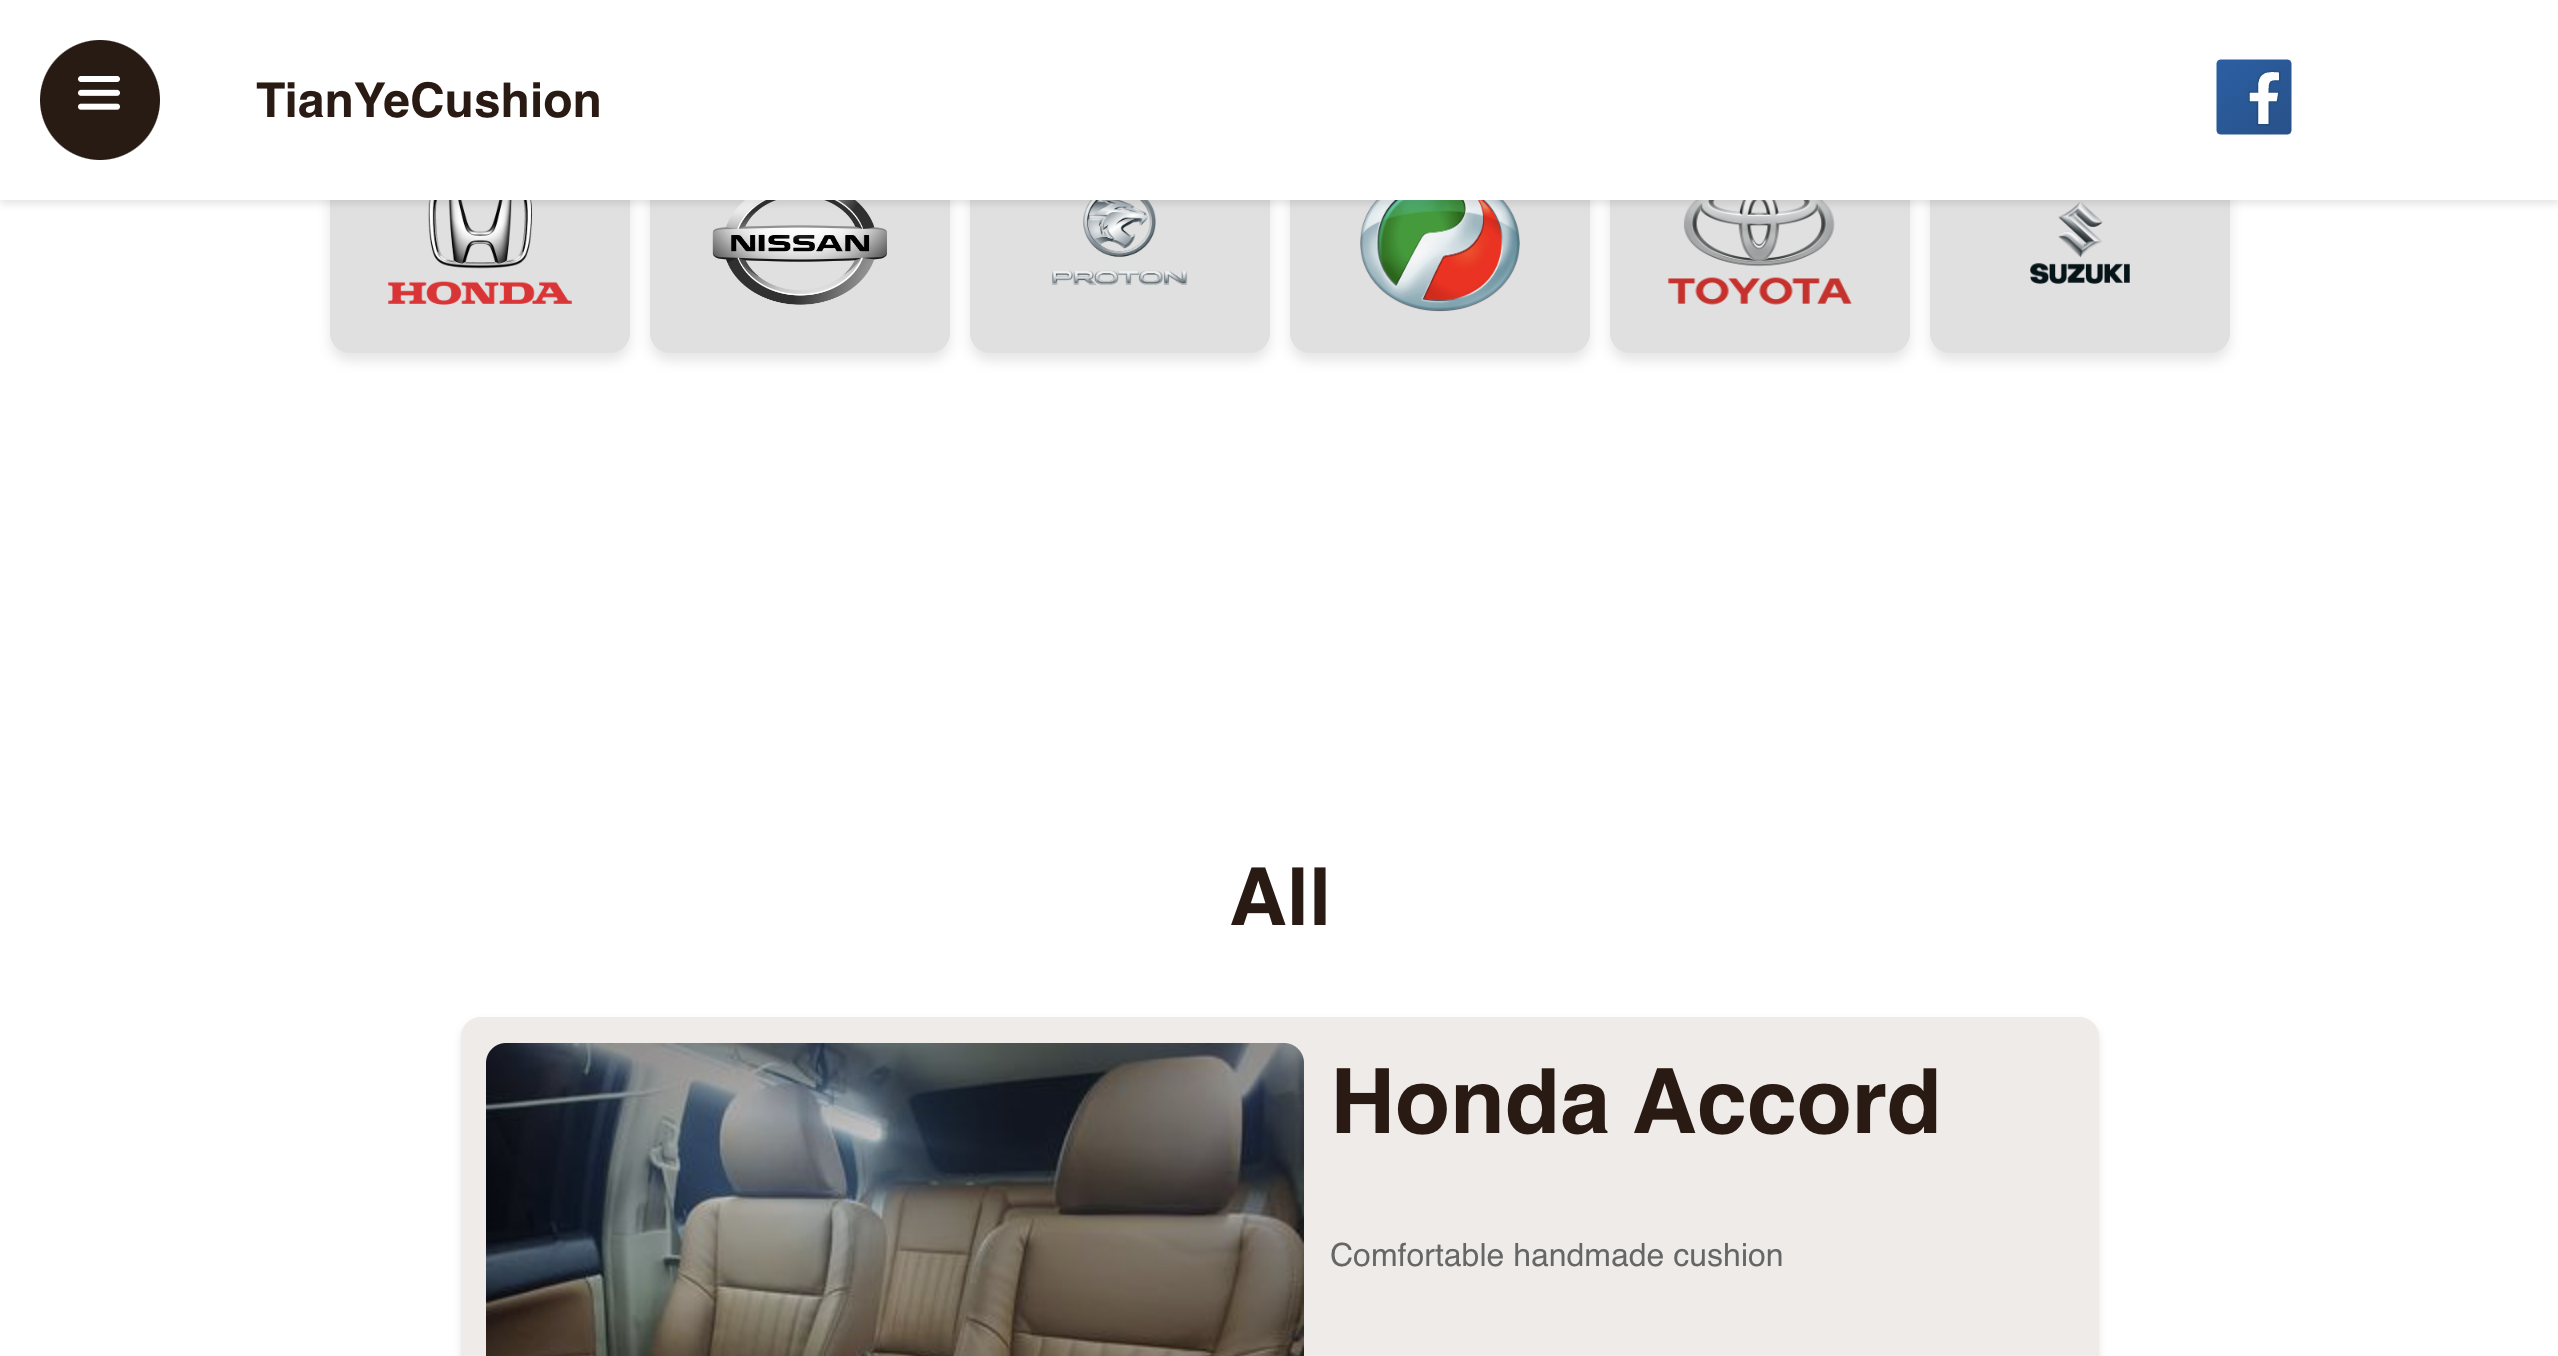 TianYeCushion
HONDA
NISSAN
PROTON
TOYOTA
SUZUKI
All
Honda Accord
Comfortable handmade cushion